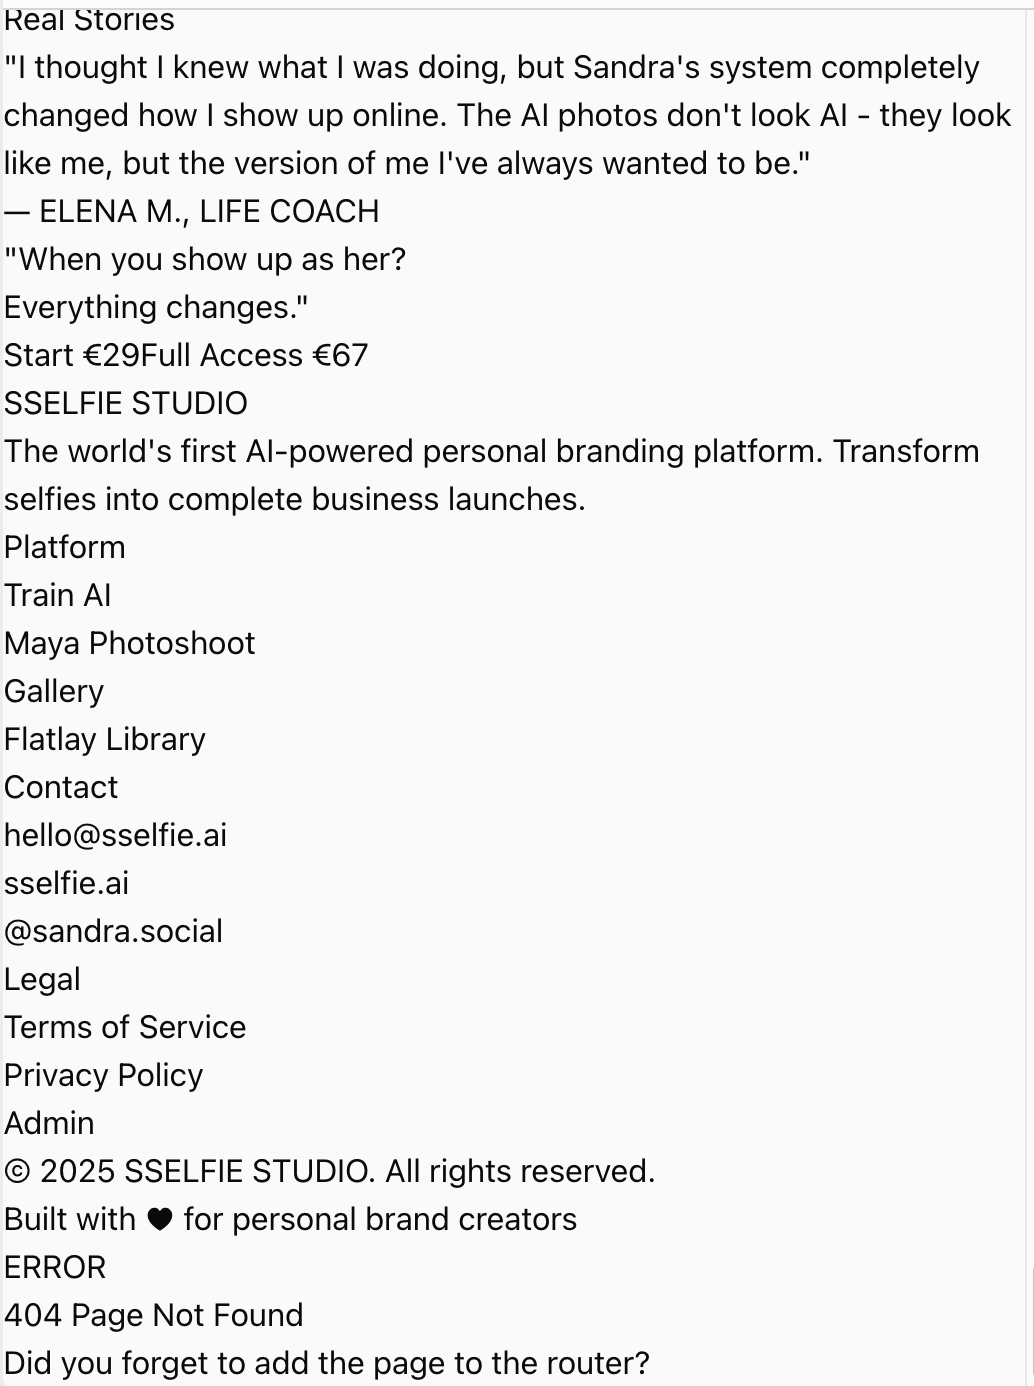 Real Stories
"I thought I knew what I was doing, but Sandra's system completely
changed how I show up online. The AI photos don't look AI - they look
like me, but the version of me I've always wanted to be."
— ELENA M., LIFE COACH
"When you show up as her?
Everything changes."
Start €29Full Access €67
SSELFIE STUDIO
The world's first AI-powered personal branding platform. Transform
selfies into complete business launches.
Platform
Train AI
Maya Photoshoot
Gallery
Flatlay Library
Contact
hello@sselfie.ai
sselfie.ai
@sandra.social
Legal
Terms of Service
Privacy Policy
Admin
© 2025 SSELFIE STUDIO. All rights reserved.
Built with ♥ for personal brand creators
ERROR
404 Page Not Found
Did you forget to add the page to the router?